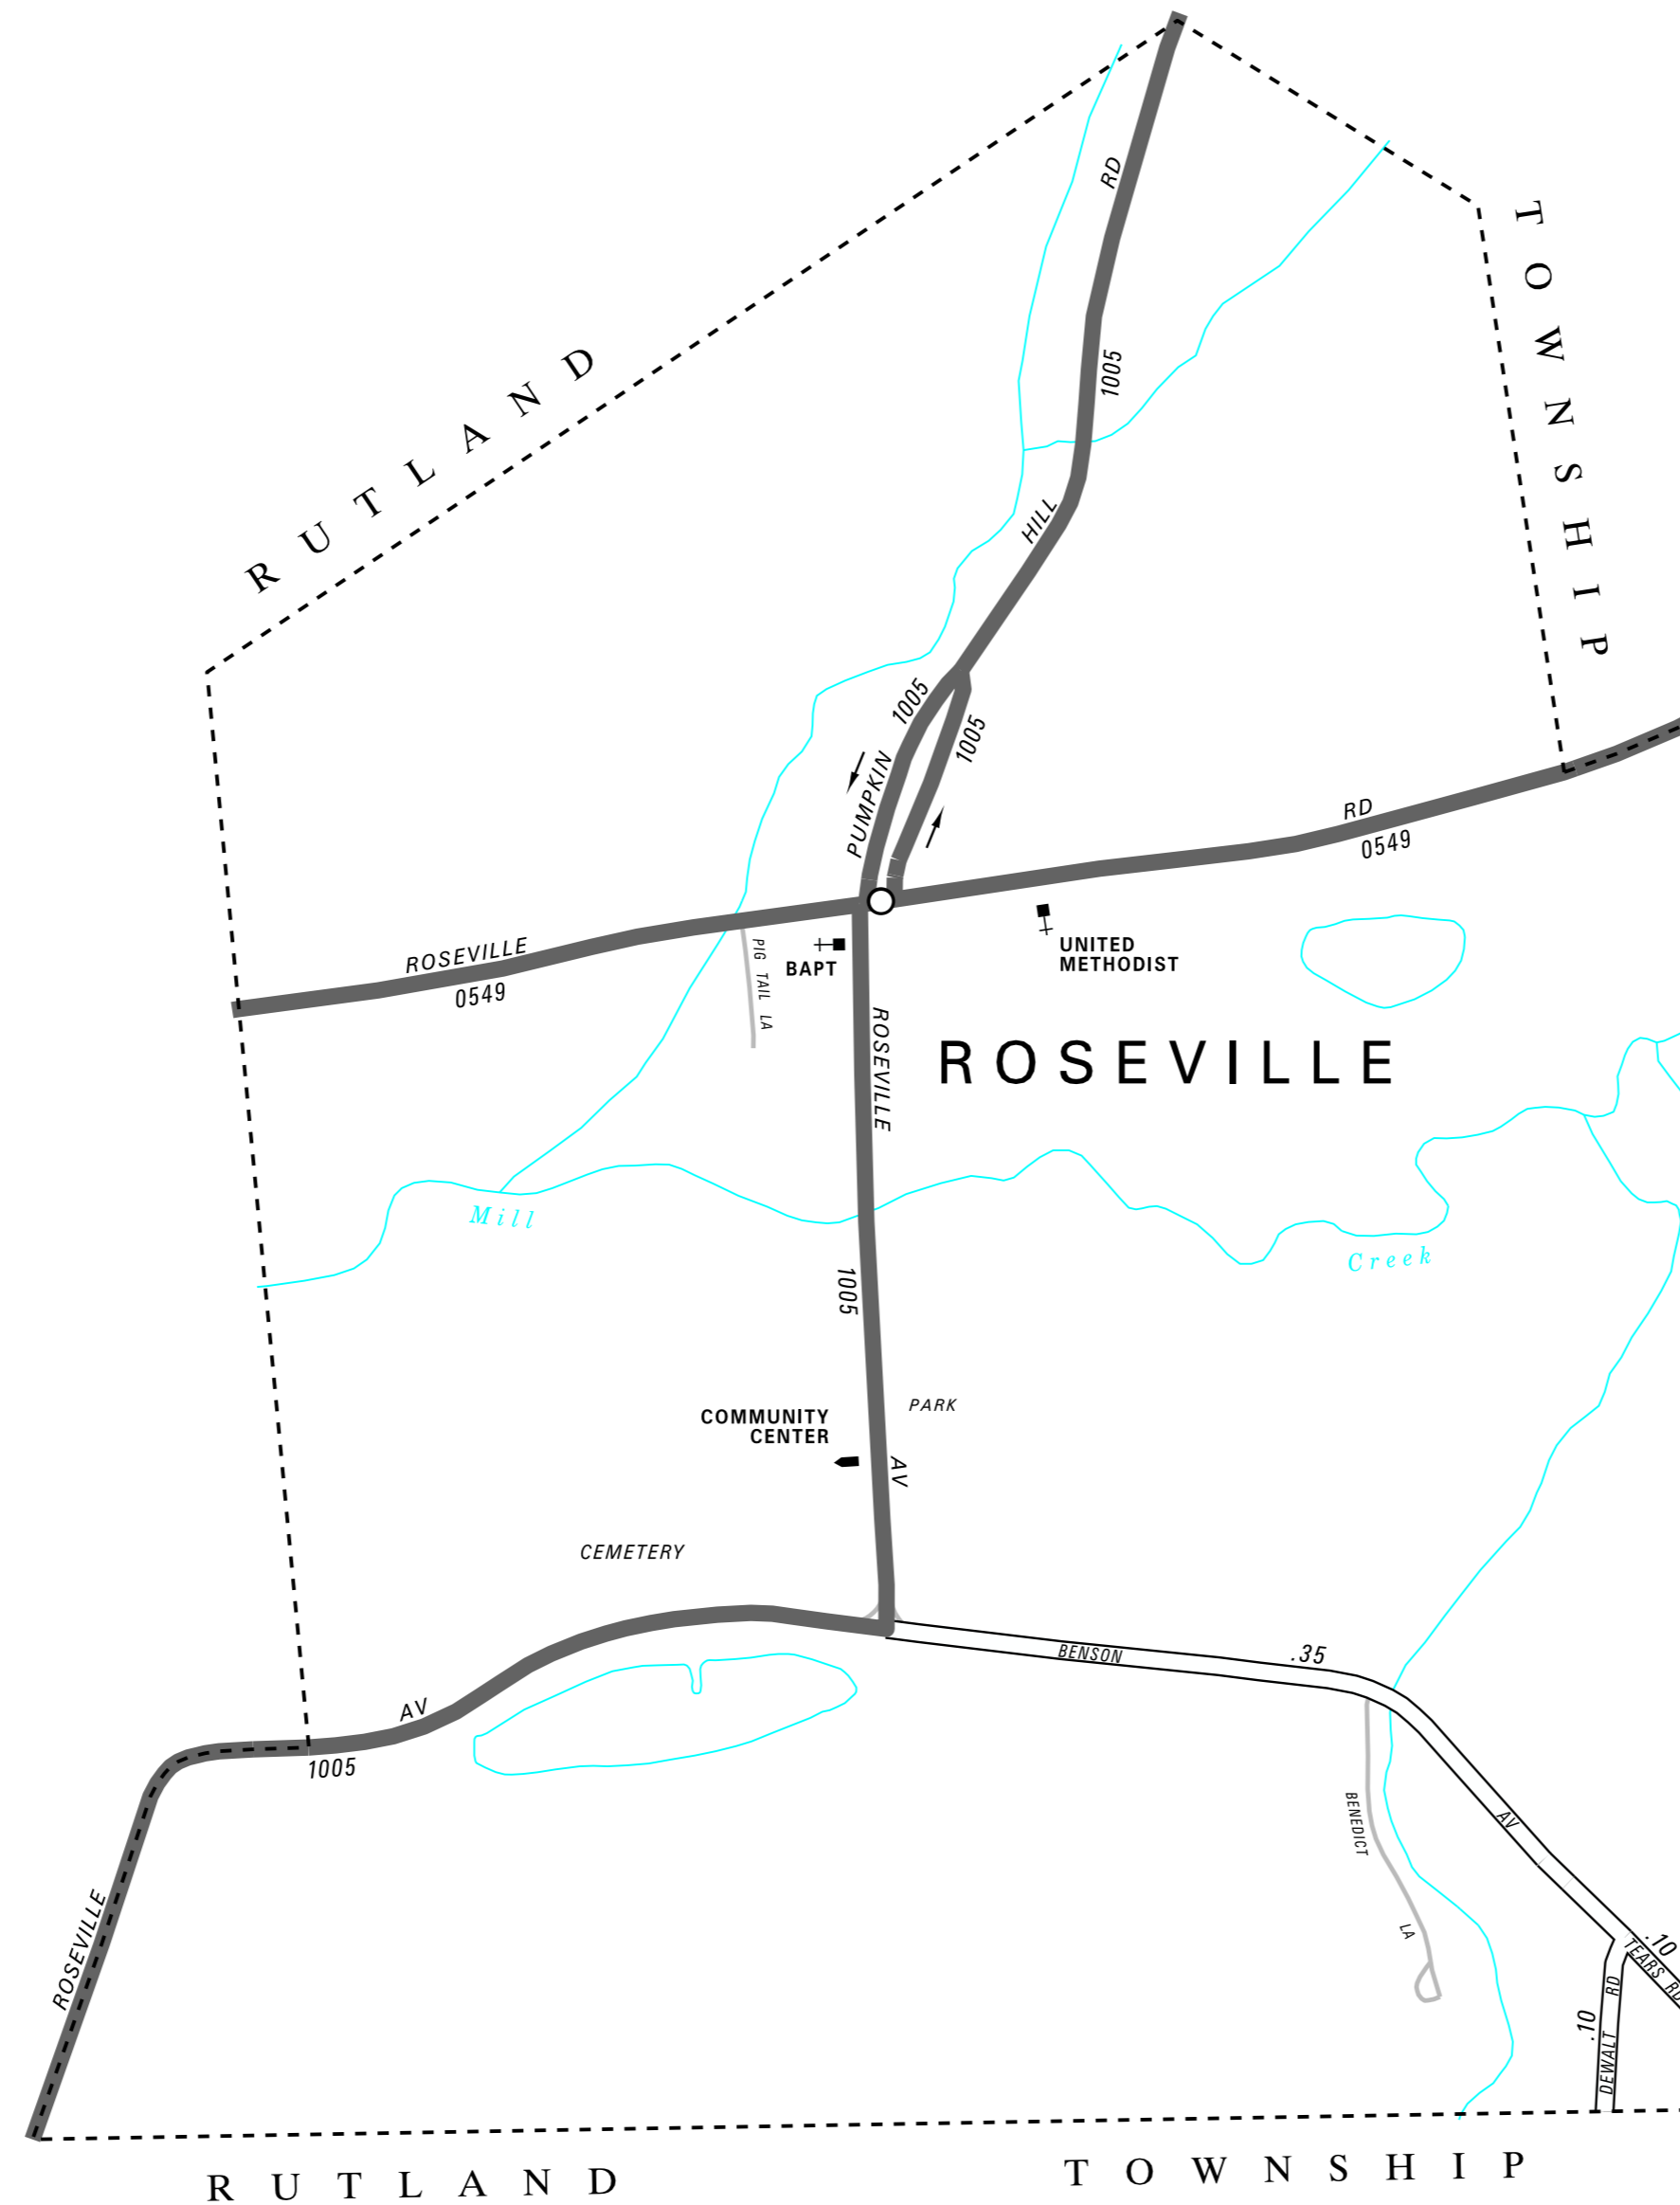 RD
TOWNSHIP
RUTLAND
1005
HILL
1005
1005
PUMPKIN
RD
0549
ROSEVILLE
0549
PIG TAIL LA
BAPT
UNITED
METHODIST
ROSEVILLE
ROSEVILLE
Mill
Creek
1005
PARK
COMMUNITY
CENTER
AV
CEMETERY
BENSON
.35
AV
1005
BENEDICT
AV
LA
ROSEVILLE
.10
TEARS RD
RD
.10
DEWALT
RUTLAND
TOWNSHIP